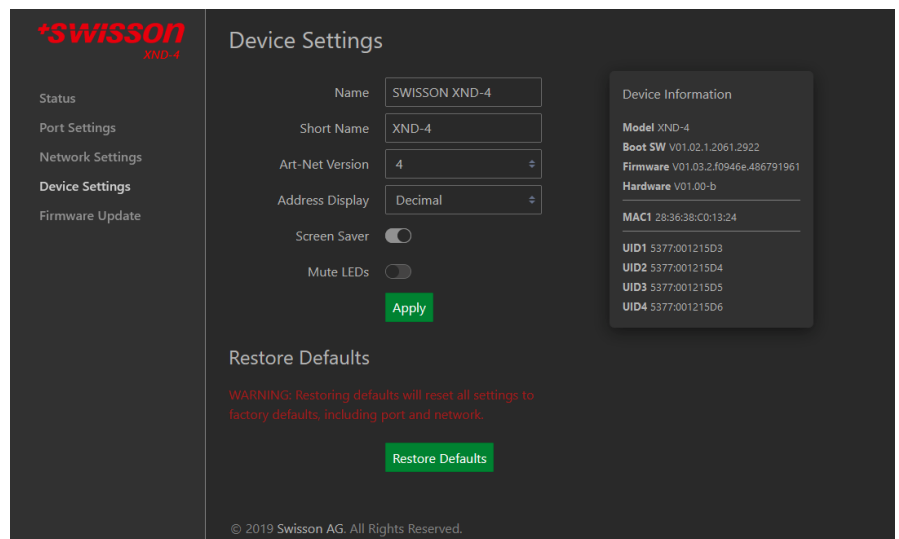 +swisson
XND-4
Status
Port Settings
Network Settings
Device Settings
Firmware Update
Device Settings
Name SWISSON XND-4
Short Name XND-4
Art-Net Version 4
Address Display Decimal
Screen Saver
Mute LEDs
Apply
Device Information
Model XND-4
Boot SW V01.02.1.2061.2922
Firmware V01.03.2.f0946e.486791961
Hardware V01.00-b
MAC1 28:36:38:C0:13:24
UID1 5377:001215D3
UID2 5377:001215D4
UID3 5377:001215D5
UID4 5377:001215D6
Restore Defaults
WARNING: Restoring defaults will reset all settings to
factory defaults, including port and network.
Restore Defaults
© 2019 Swisson AG. All Rights Reserved.